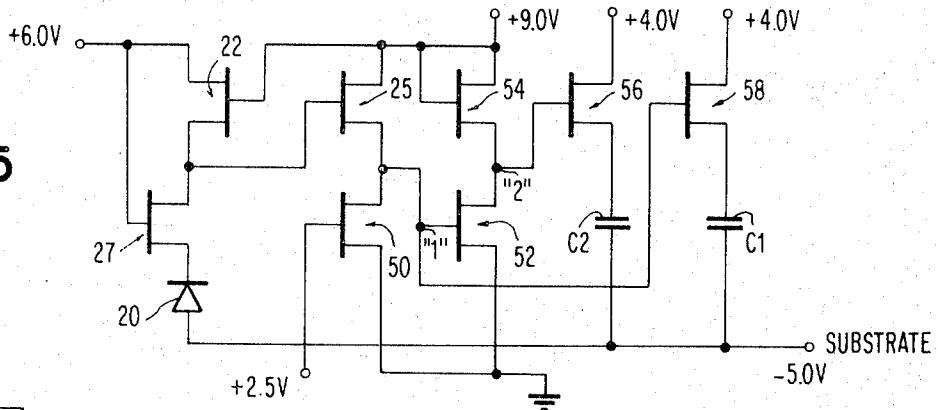 +9.0V
+4.0V
+4.0V
+6.0V
22
25
54
56
58
5
"2"
27
"1"
50
52
C2
C1
20
SUBSTRATE
-5.0V
+2.5V